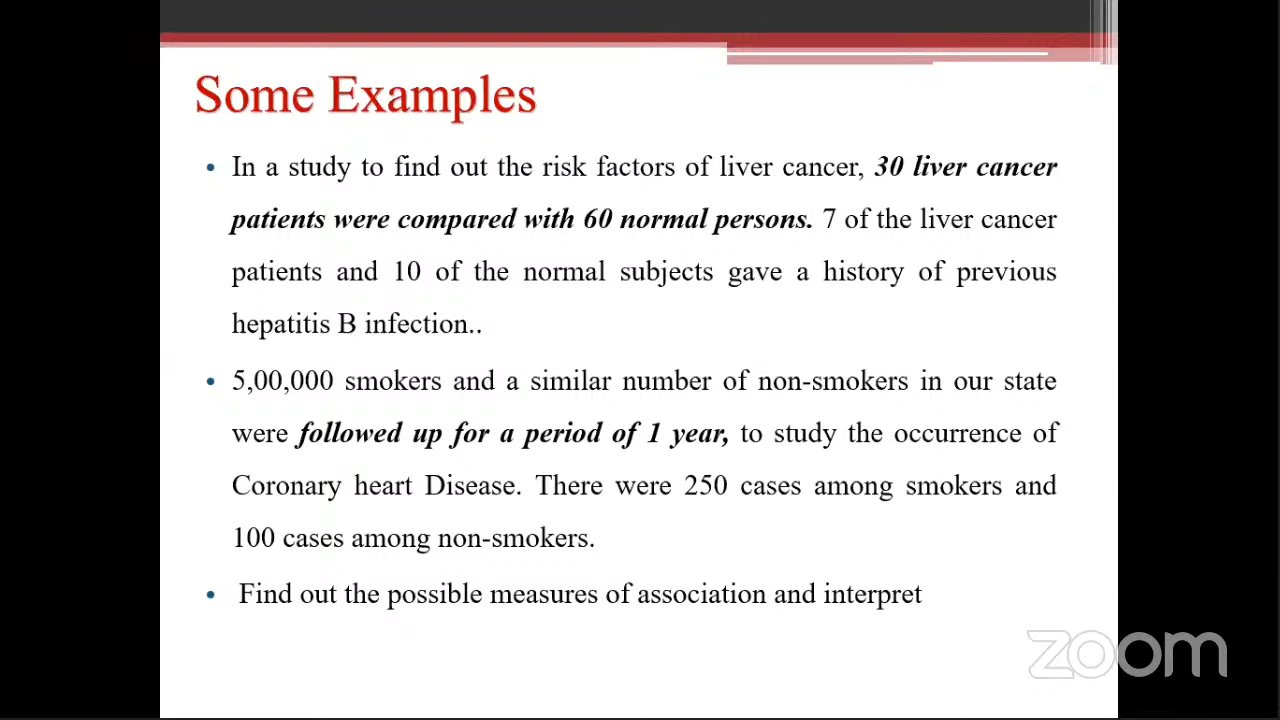 Some Examples
• In a study to find out the risk factors of liver cancer, 30 liver cancer
patients were compared with 60 normal persons. 7 of the liver cancer
patients and 10 of the normal subjects gave a history of previous
hepatitis B infection..
• 5,00,000 smokers and a similar number of non-smokers in our state
were followed up for a period of 1 year, to study the occurrence of
Coronary heart Disease. There were 250 cases among smokers and
100 cases among non-smokers.
• Find out the possible measures of association and interpret
zoom